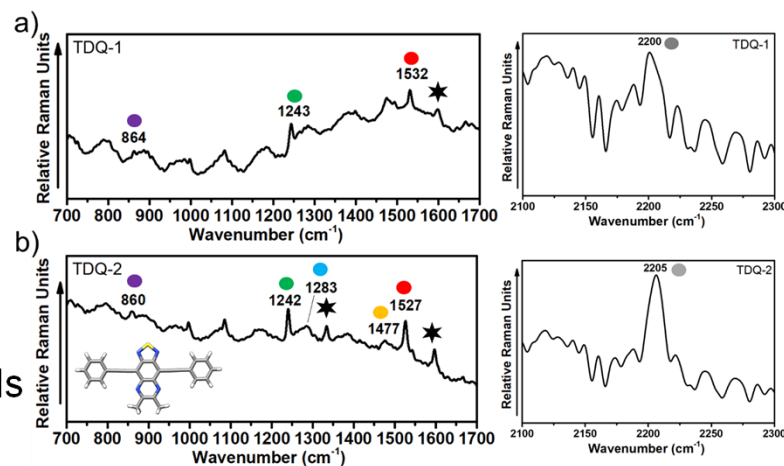 a)
TDQ-1
Relative Raman Units
864
1243
1532
700 800 900 1000 1100 1200 1300 1400 1500 1600 1700
Wavenumber (cm-1)
TDQ-1
Relative Raman Units
2200
2100 2150 2200 2250 2300
Wavenumber (cm-1)
b)
TDQ-2
Relative Raman Units
860
1242
1283
1477
1527
700 800 900 1000 1100 1200 1300 1400 1500 1600 1700
Wavenumber (cm-1)
TDQ-2
Relative Raman Units
2205
2100 2150 2200 2250 2300
Wavenumber (cm-1)
ls